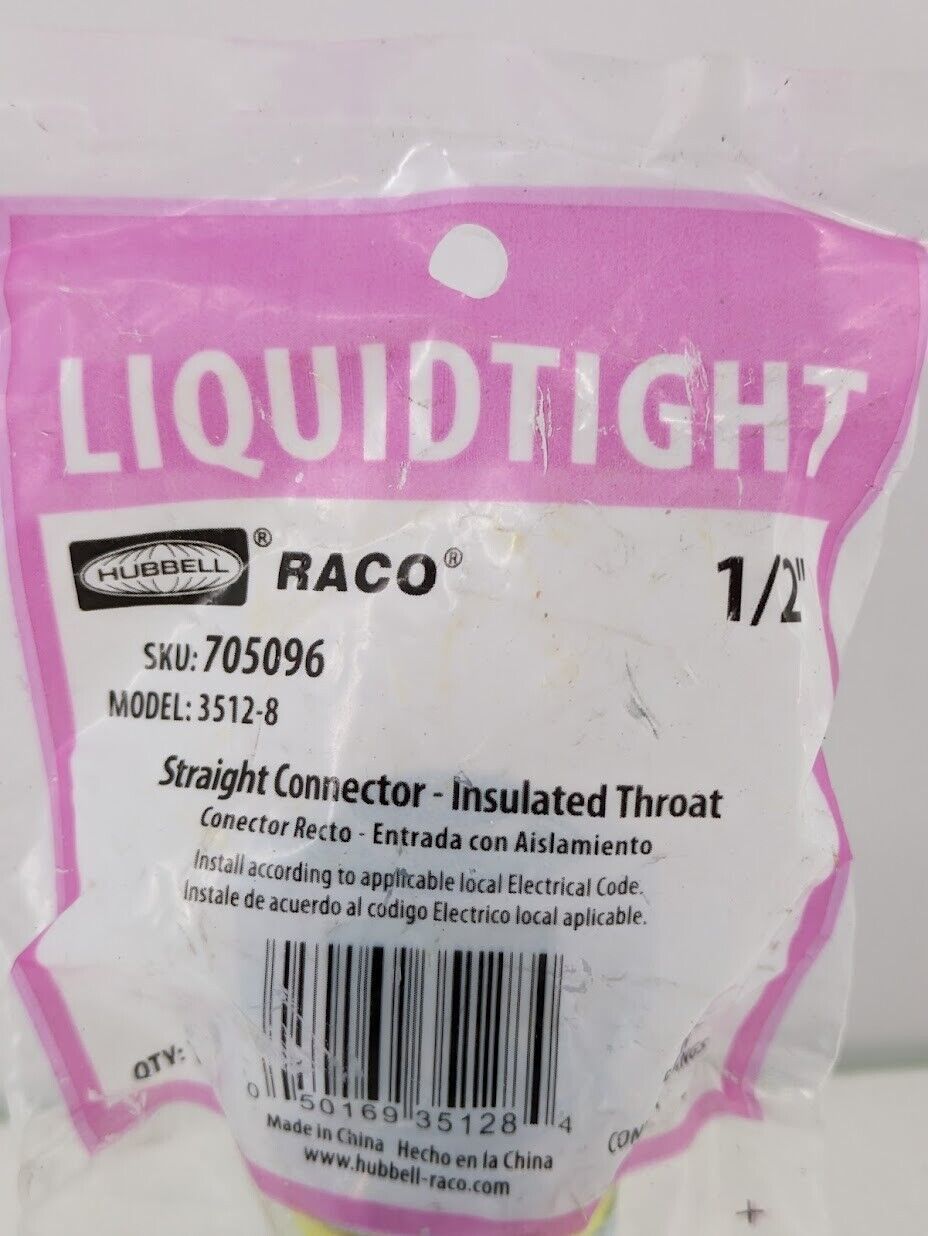 LIQUIDTIGHT
HUBBELL® RACO® 1/2"
SKU: 705096
MODEL: 3512-8
Straight Connector - Insulated Throat
Conector Recto - Entrada con Aislamiento
Install according to applicable local Electrical Code.
Instale de acuerdo al codigo Electrico local aplicable.
QTY:
0 50169 35128 4
Made in China Hecho en la China
www.hubbell-raco.com